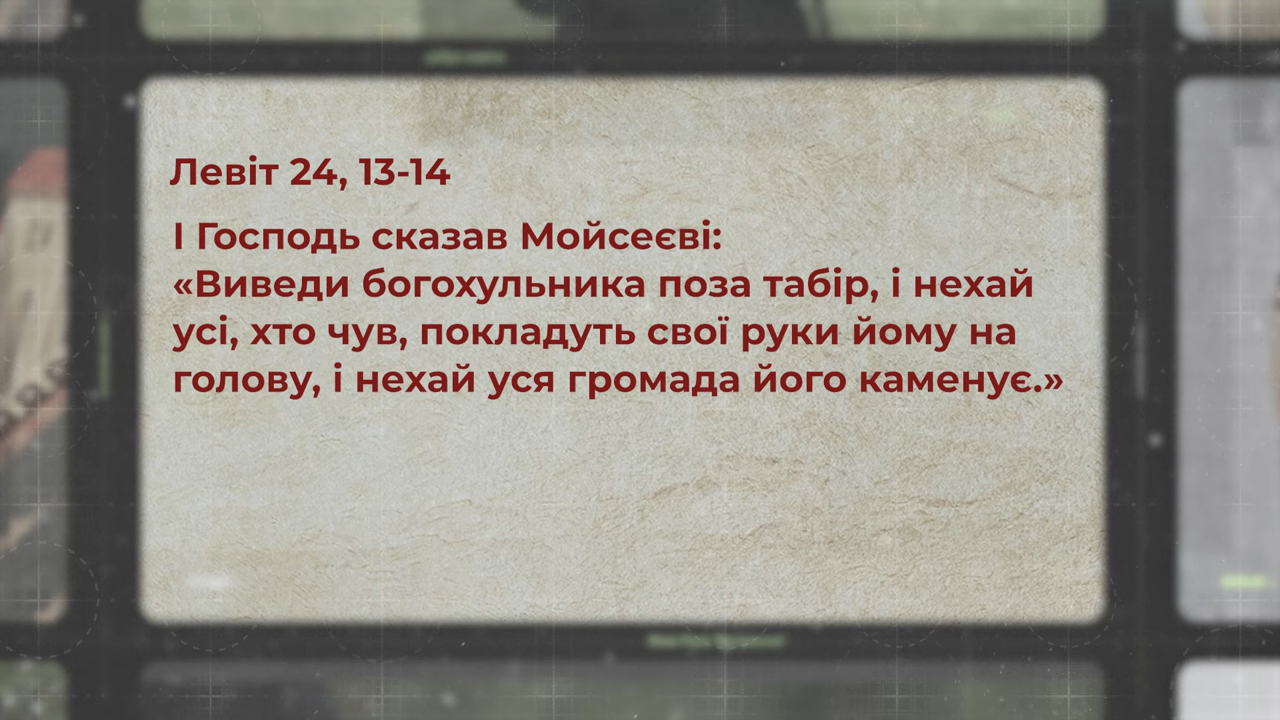 Левіт 24, 13-14
І Господь сказав Мойсеєві:
«Виведи богохульника поза табір, і нехай
усі, хто чув, покладуть свої руки йому на
голову, і нехай уся громада його каменує.»